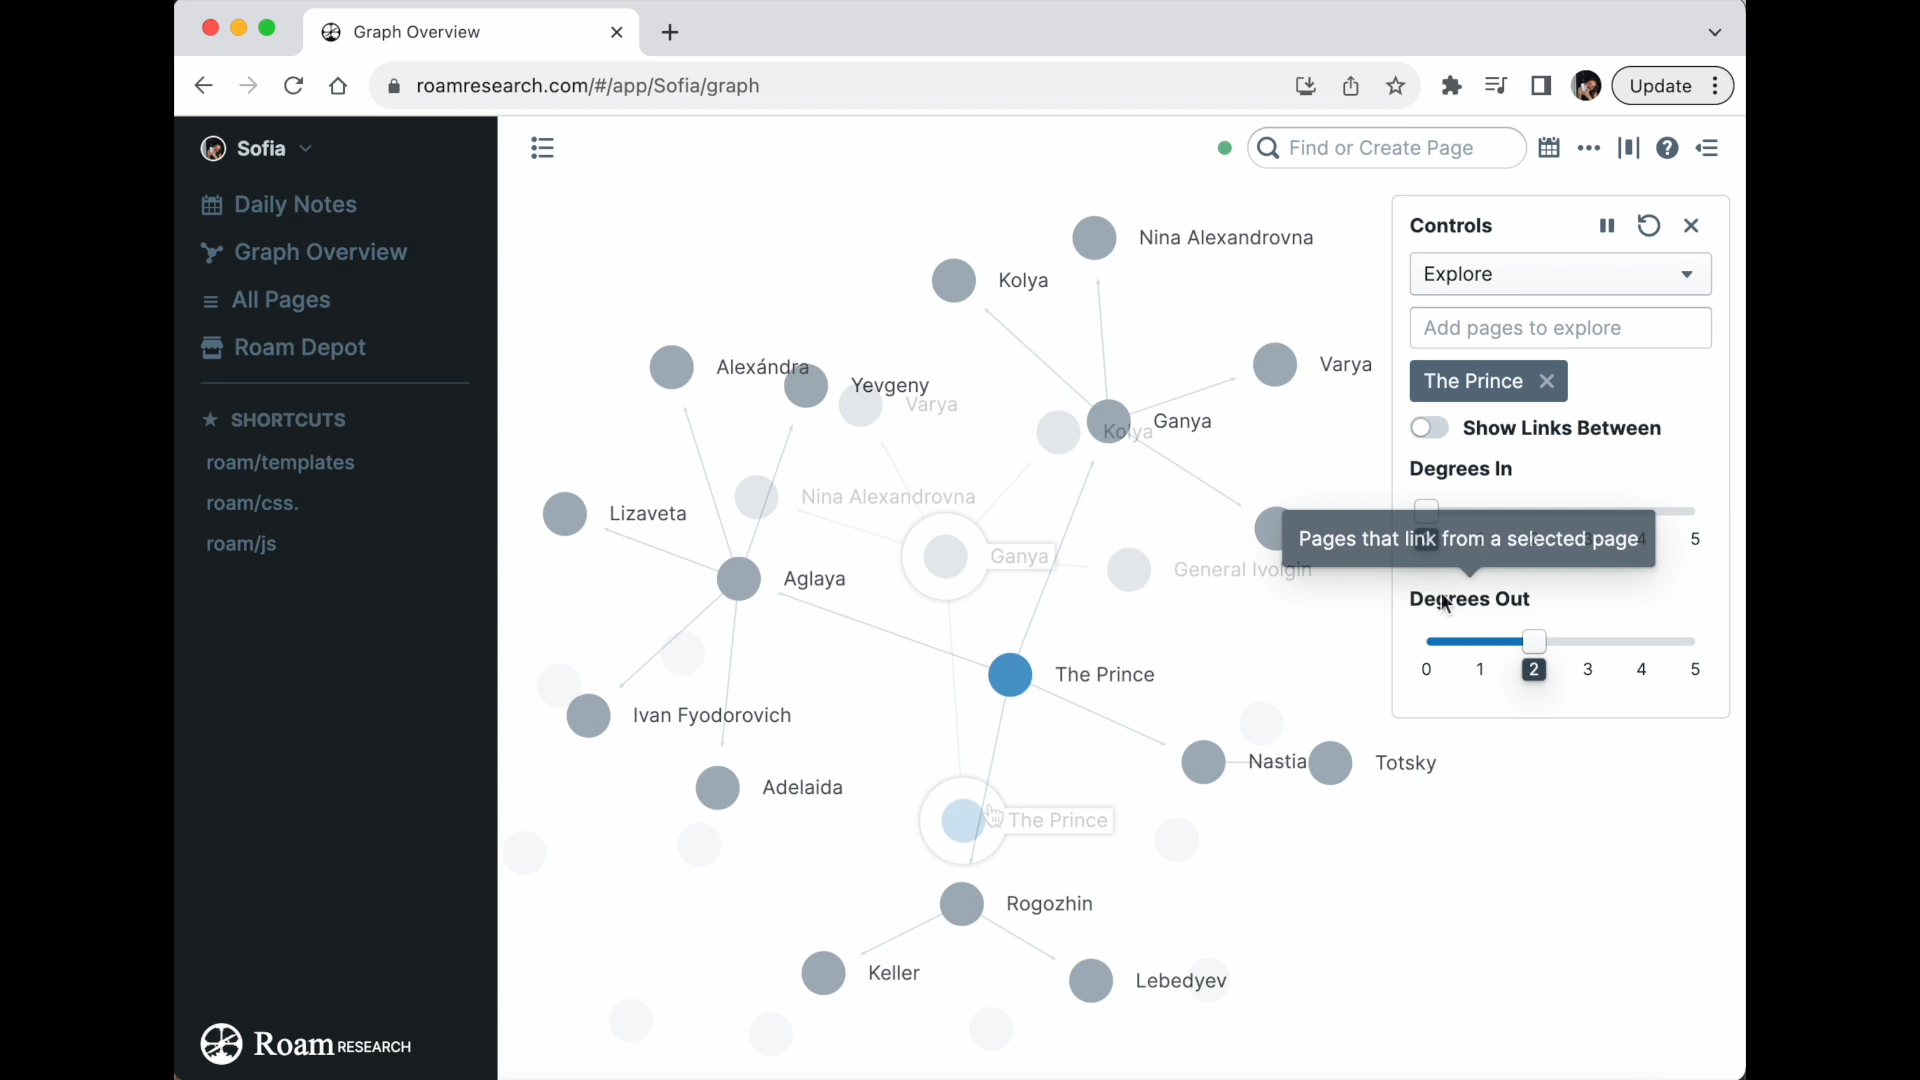 Graph Overview
roamresearch.com/#/app/Sofia/graph
Update
Sofia
Daily Notes
Graph Overview
All Pages
Roam Depot
SHORTCUTS
roam/templates
roam/css.
roam/js
Roam RESEARCH
Find or Create Page
Nina Alexandrovna
Kolya
Varya
Alexándra
Yevgeny
Varya
Ganya
Kolya
Nina Alexandrovna
Lizaveta
Ganya
General Ivolgin
Aglaya
The Prince
Ivan Fyodorovich
Nastia
Totsky
Adelaida
The Prince
Rogozhin
Keller
Lebedyev
Controls
Explore
Add pages to explore
The Prince
Show Links Between
Degrees In
Pages that link from a selected page
4 5
Degrees Out
0 1 2 3 4 5